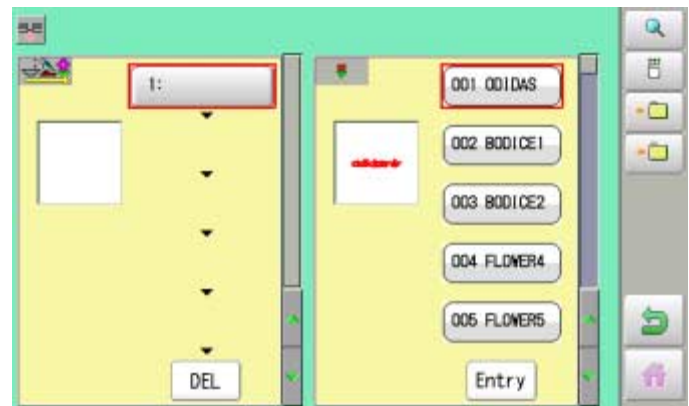 1:
DEL
001 ODIDAS
002 BODICE1
003 BODICE2
004 FLOWER4
005 FLOWER5
Entry